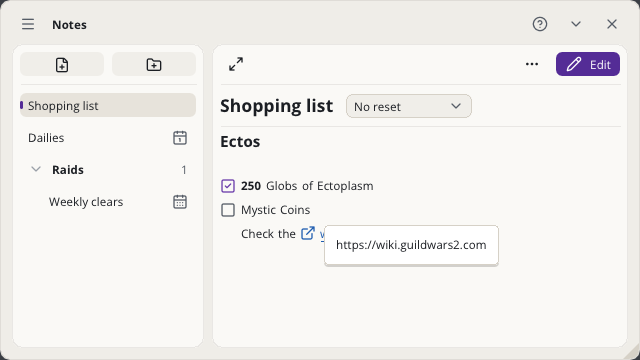 Notes
Edit
Shopping list
Dailies
Raids 1
Weekly clears
Shopping list No reset
Ectos
250 Globs of Ectoplasm
Mystic Coins
Check the
https://wiki.guildwars2.com